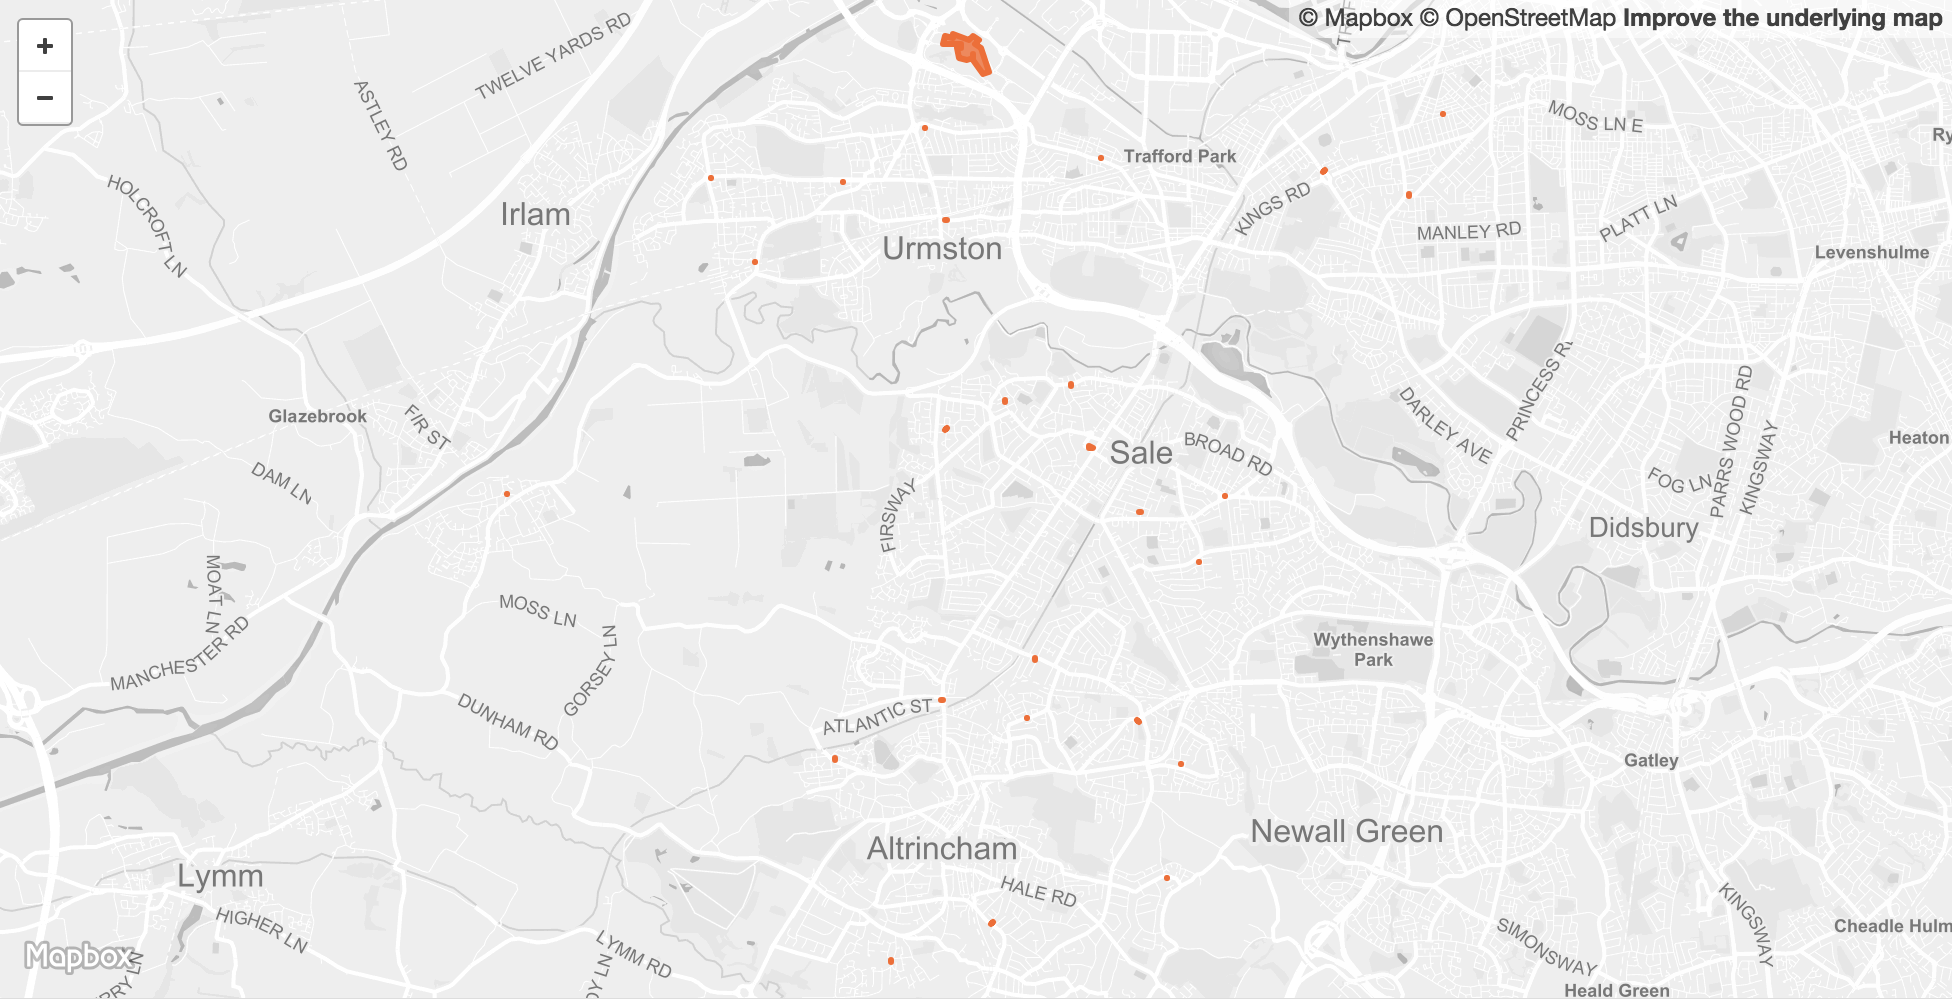 +
−
© Mapbox © OpenStreetMap Improve the underlying map
TWELVE YARDS RD
ASTLEY RD
MOSS LN E
Trafford Park
HOLCROFT LN
Irlam
KINGS RD
MANLEY RD
PLATT LN
Urmston
Levenshulme
Glazebrook
FIR ST
DARLEY AVE
PRINCESS
PARRS WOOD RD
KINGSWAY
Heaton
Sale
BROAD RD
DAM LN
FOG LN
FIRSWAY
Didsbury
MOAT LN
MOSS LN
MANCHESTER RD
GORSEY LN
Wythenshawe
Park
DUNHAM RD
ATLANTIC ST
Gatley
Newall Green
Altrincham
Lymm
HALE RD
HIGHER LN
KINGSWAY
Cheadle Hulm
SIMONSWAY
LYMM RD
Mapbox
Heald Green